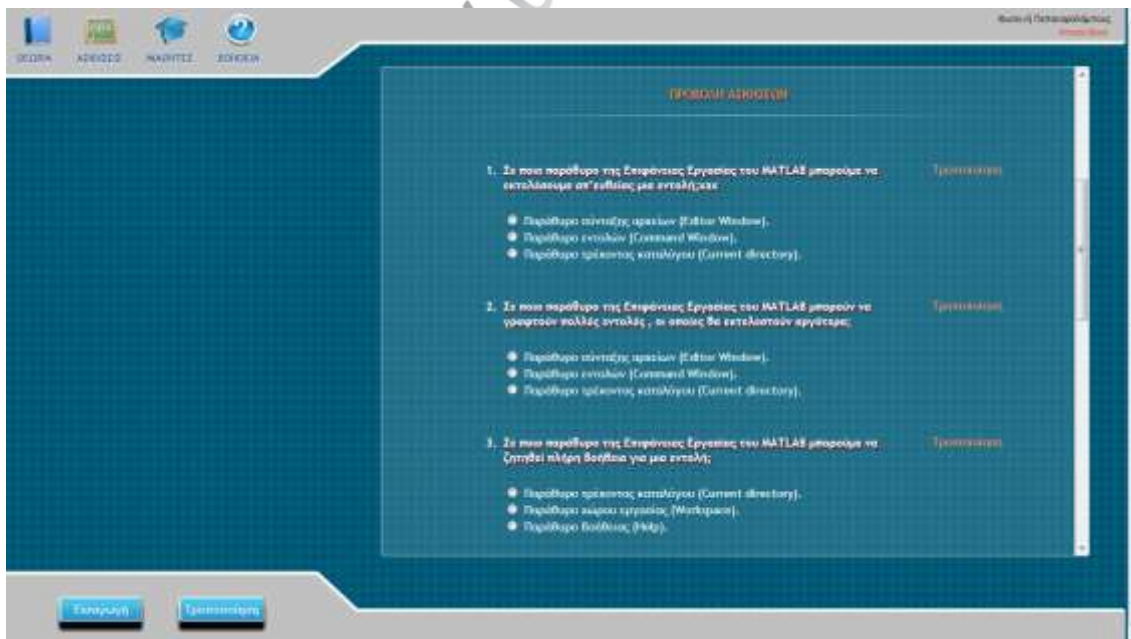 ΘΕΩΡΙΑ ΑΣΚΗΣΕΙΣ ΜΑΘΗΤΕΣ ΒΟΗΘΕΙΑ
ΠΡΟΒΟΛΗ ΑΣΚΗΣΕΩΝ
1. Σε ποιο παράθυρο της Επιφάνειας Εργασίας του MATLAB μπορούμε να Τροποποίηση
εκτελέσουμε απ'ευθείας μια εντολή;
Παράθυρο σύνταξης αρχείων (Editor Window).
Παράθυρο εντολών (Command Window).
Παράθυρο τρέχοντος καταλόγου (Current directory).
2. Σε ποιο παράθυρο της Επιφάνειας Εργασίας του MATLAB μπορούν να Τροποποίηση
γραφτούν πολλές εντολές , οι οποίες θα εκτελεστούν αργότερα;
Παράθυρο σύνταξης αρχείων (Editor Window).
Παράθυρο εντολών (Command Window).
Παράθυρο τρέχοντος καταλόγου (Current directory).
3. Σε ποιο παράθυρο της Επιφάνειας Εργασίας του MATLAB μπορούμε να Τροποποίηση
ζητηθεί πλήρη βοήθεια για μια εντολή;
Παράθυρο τρέχοντος καταλόγου (Current directory).
Παράθυρο χώρου εργασίας (Workspace).
Παράθυρο Βοήθειας (Help).
Εισαγωγή Τροποποίηση